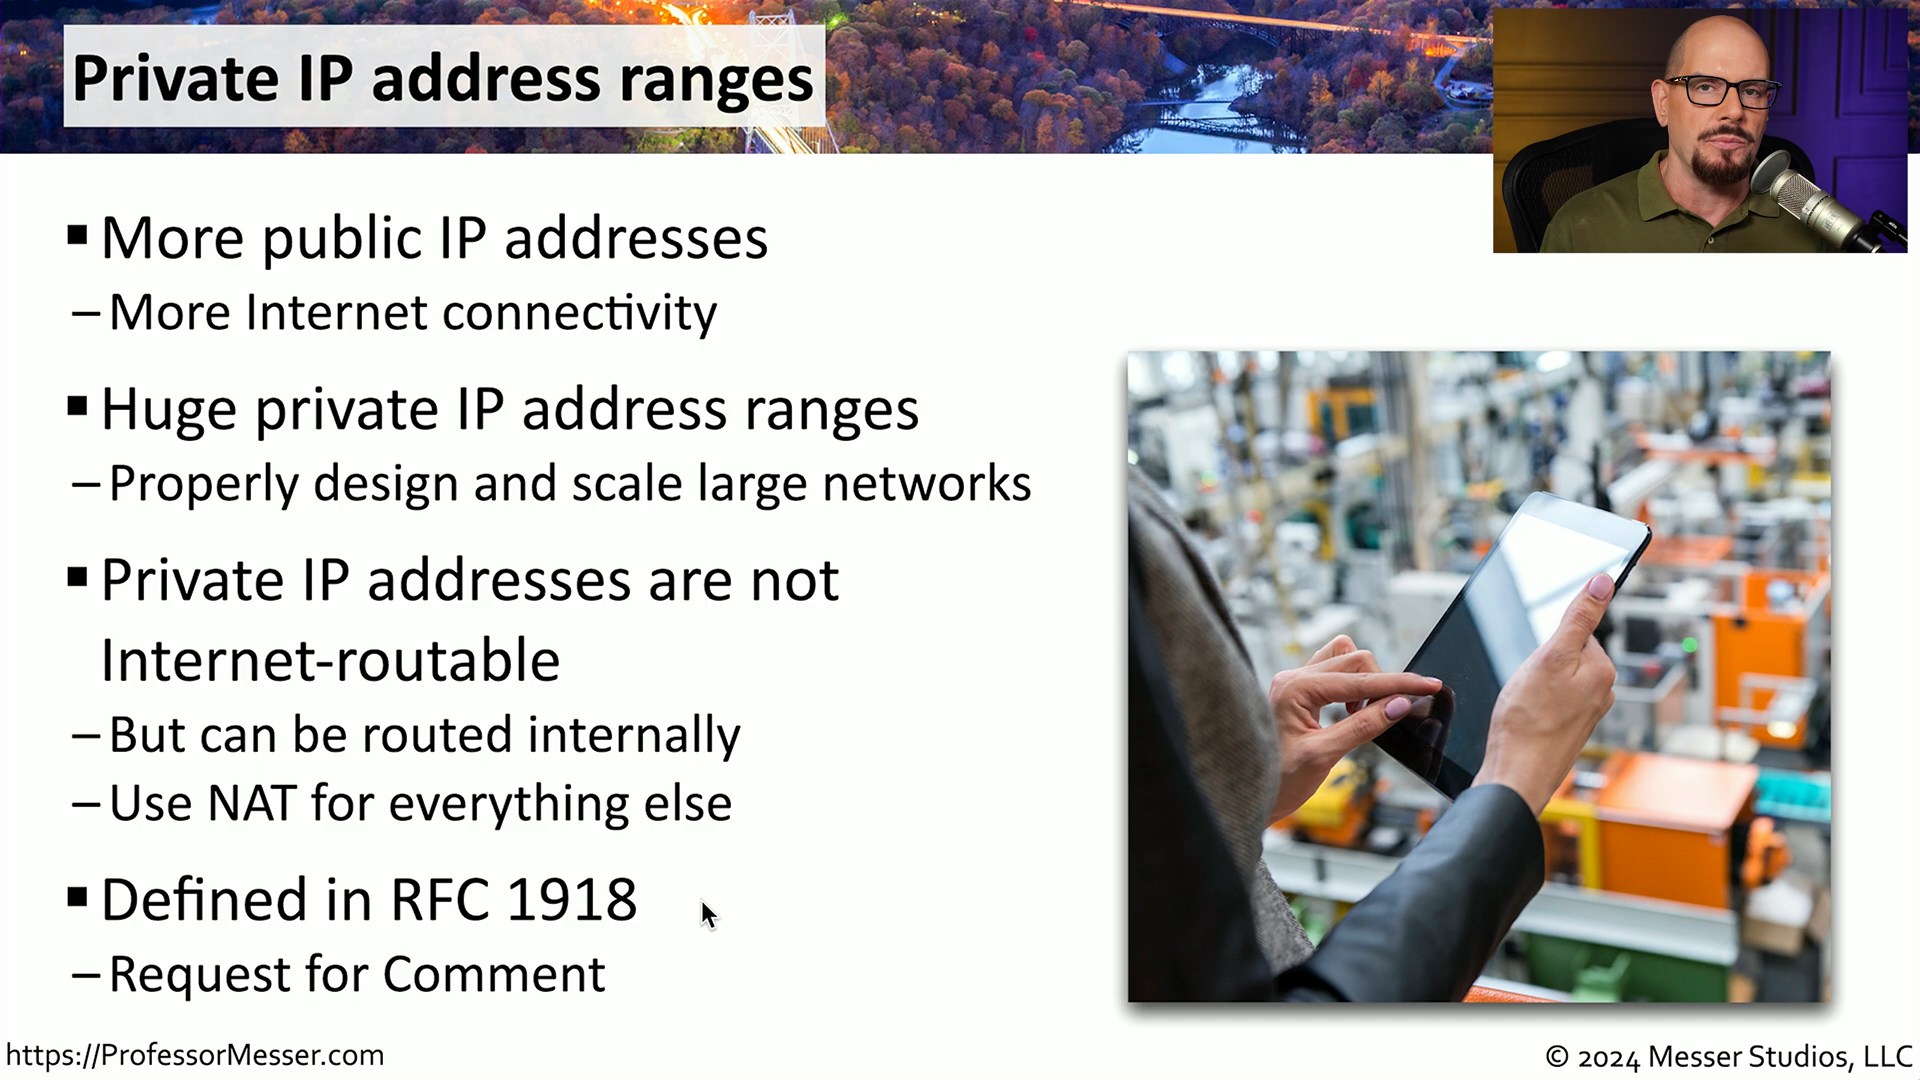 Private IP address ranges
▪ More public IP addresses
– More Internet connectivity
▪ Huge private IP address ranges
– Properly design and scale large networks
▪ Private IP addresses are not
Internet-routable
– But can be routed internally
– Use NAT for everything else
▪ Defined in RFC 1918
– Request for Comment
https://ProfessorMesser.com
© 2024 Messer Studios, LLC